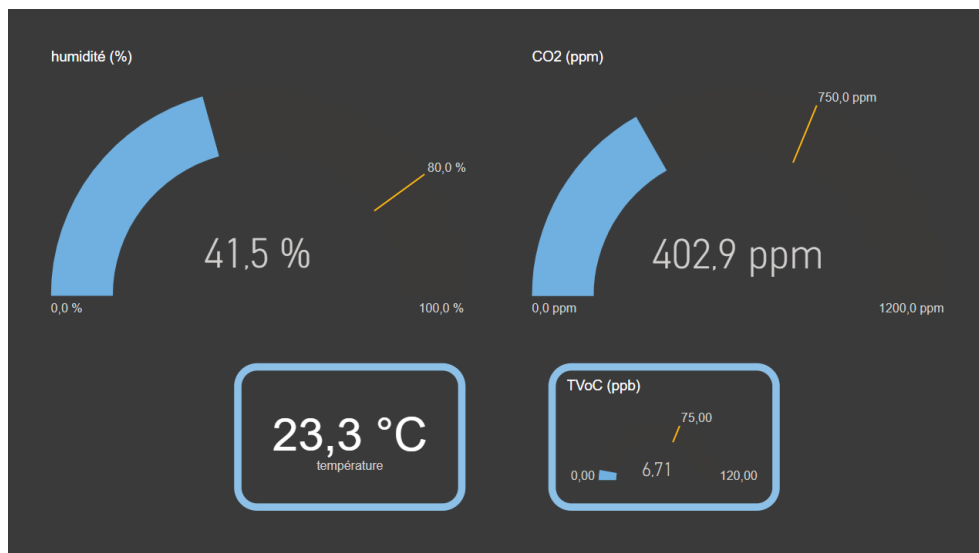 humidité (%)
80,0 %
41,5 %
0,0 %
100,0 %
CO2 (ppm)
750,0 ppm
402,9 ppm
0,0 ppm
1200,0 ppm
23,3 °C
température
TVoC (ppb)
75,00
6,71
0,00
120,00